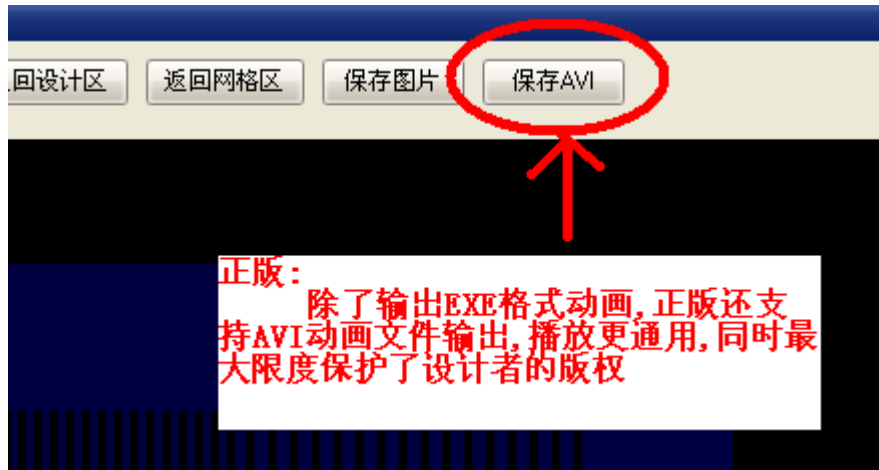 回设计区 返回网格区 保存图片 保存AVI
正版:
除了输出EXE格式动画,正版还支
持AVI动画文件输出,播放更通用,同时最
大限度保护了设计者的版权